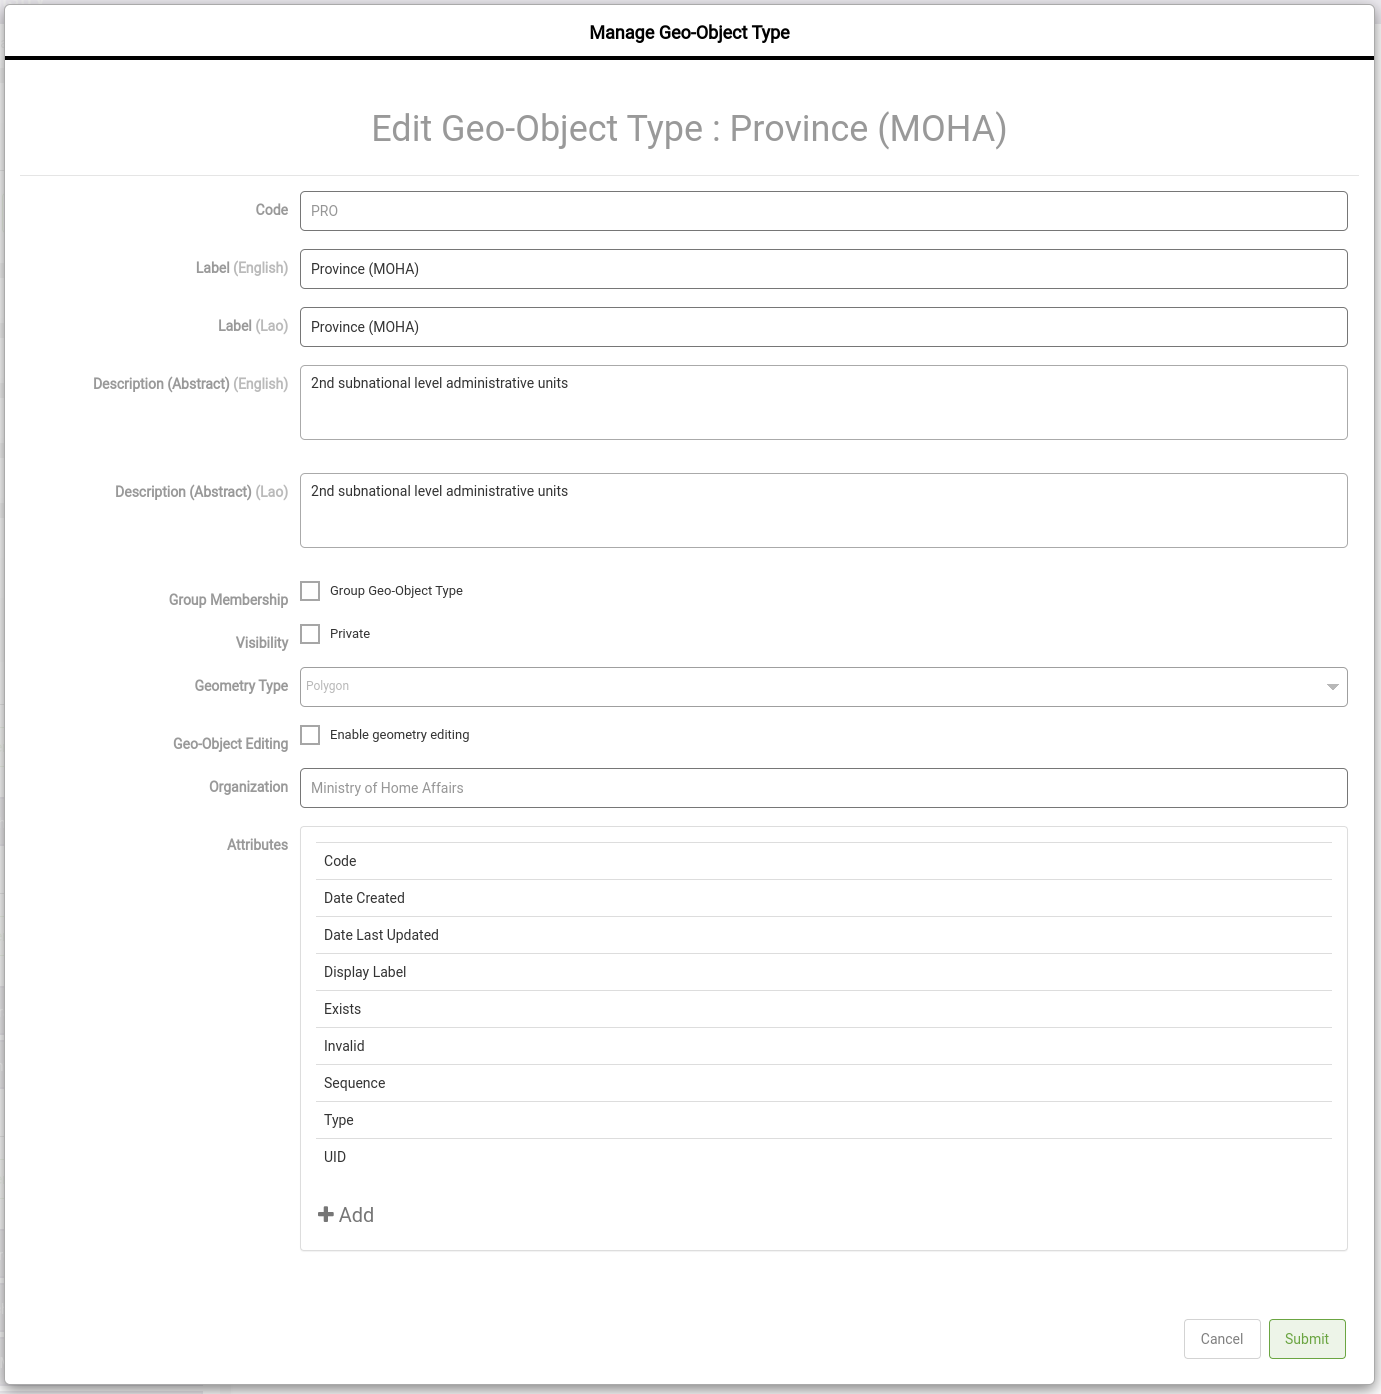 Manage Geo-Object Type
Edit Geo-Object Type : Province (MOHA)
Code
PRO
Label (English)
Province (MOHA)
Label (Lao)
Province (MOHA)
Description (Abstract) (English)
2nd subnational level administrative units
Description (Abstract) (Lao)
2nd subnational level administrative units
Group Membership
Group Geo-Object Type
Visibility
Private
Geometry Type
Polygon
Geo-Object Editing
Enable geometry editing
Organization
Ministry of Home Affairs
Attributes
Code
Date Created
Date Last Updated
Display Label
Exists
Invalid
Sequence
Type
UID
Add
Cancel
Submit